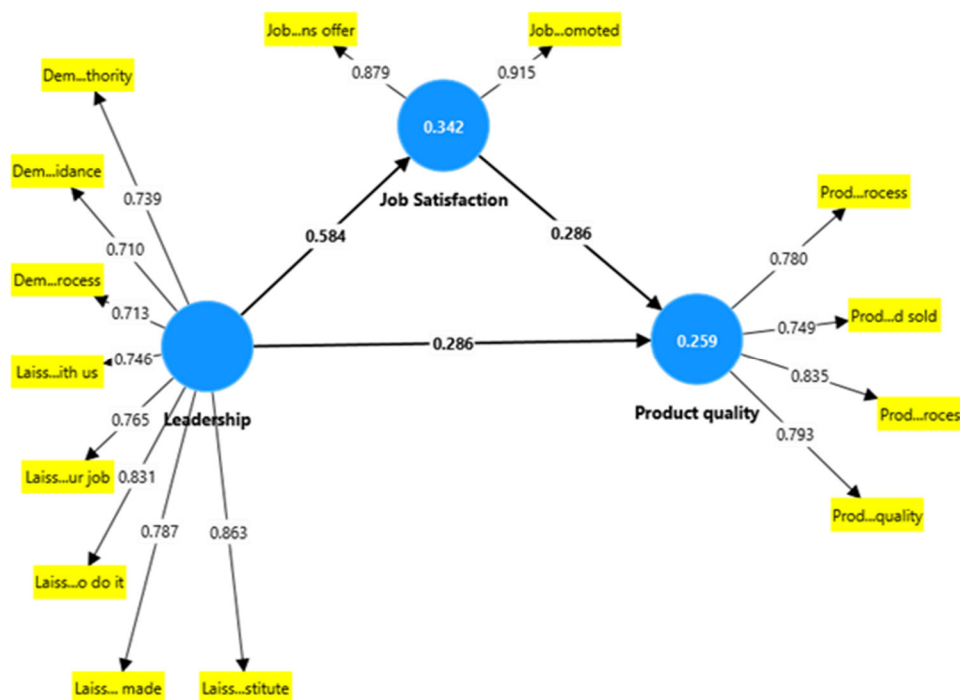 Job...ns offer
Job...omoted
0.879
0.915
Dem...thority
0.342
Dem...idance
0.739
Job Satisfaction
Prod...rocess
0.710
0.584
0.286
0.780
Dem...rocess
0.713
Prod...d sold
0.749
0.746
0.286
0.259
Laiss...ith us
0.835
Leadership
Product quality
Prod...roces
0.765
0.793
Laiss...ur job
0.831
Prod...quality
0.787
0.863
Laiss...o do it
Laiss... made
Laiss...stitute